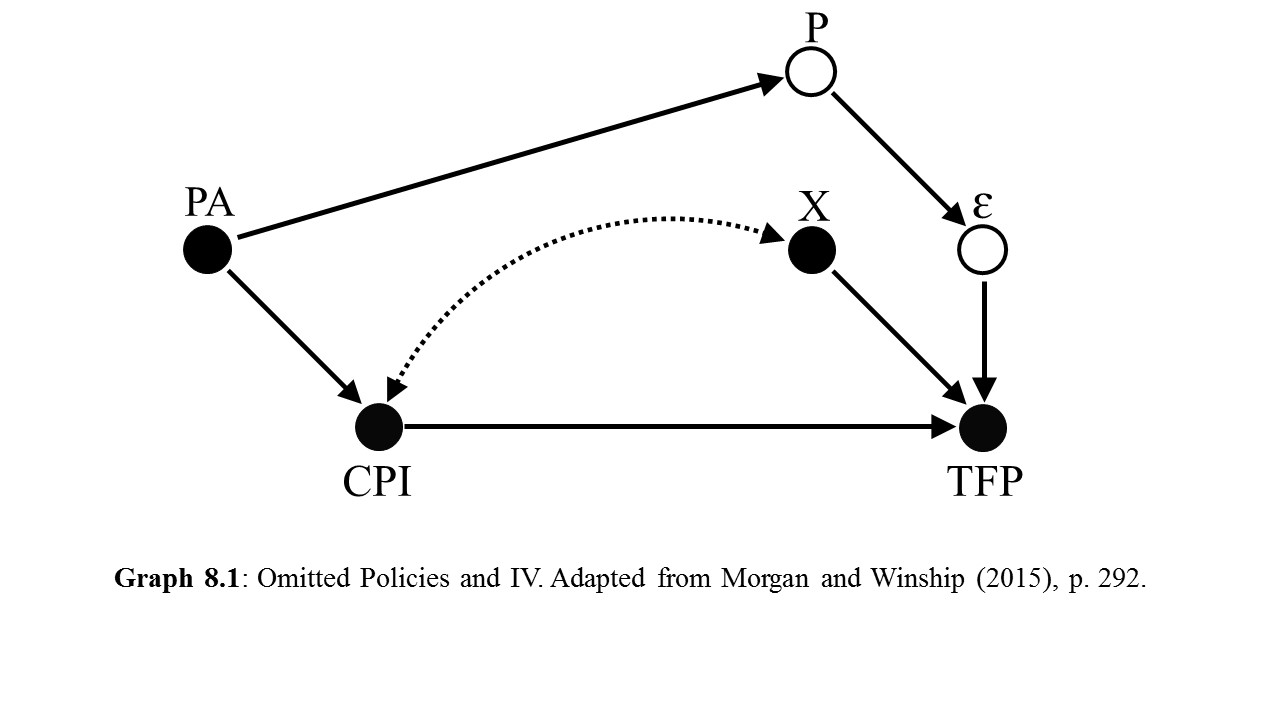 P
PA
X
ε
CPI
TFP
Graph 8.1: Omitted Policies and IV. Adapted from Morgan and Winship (2015), p. 292.